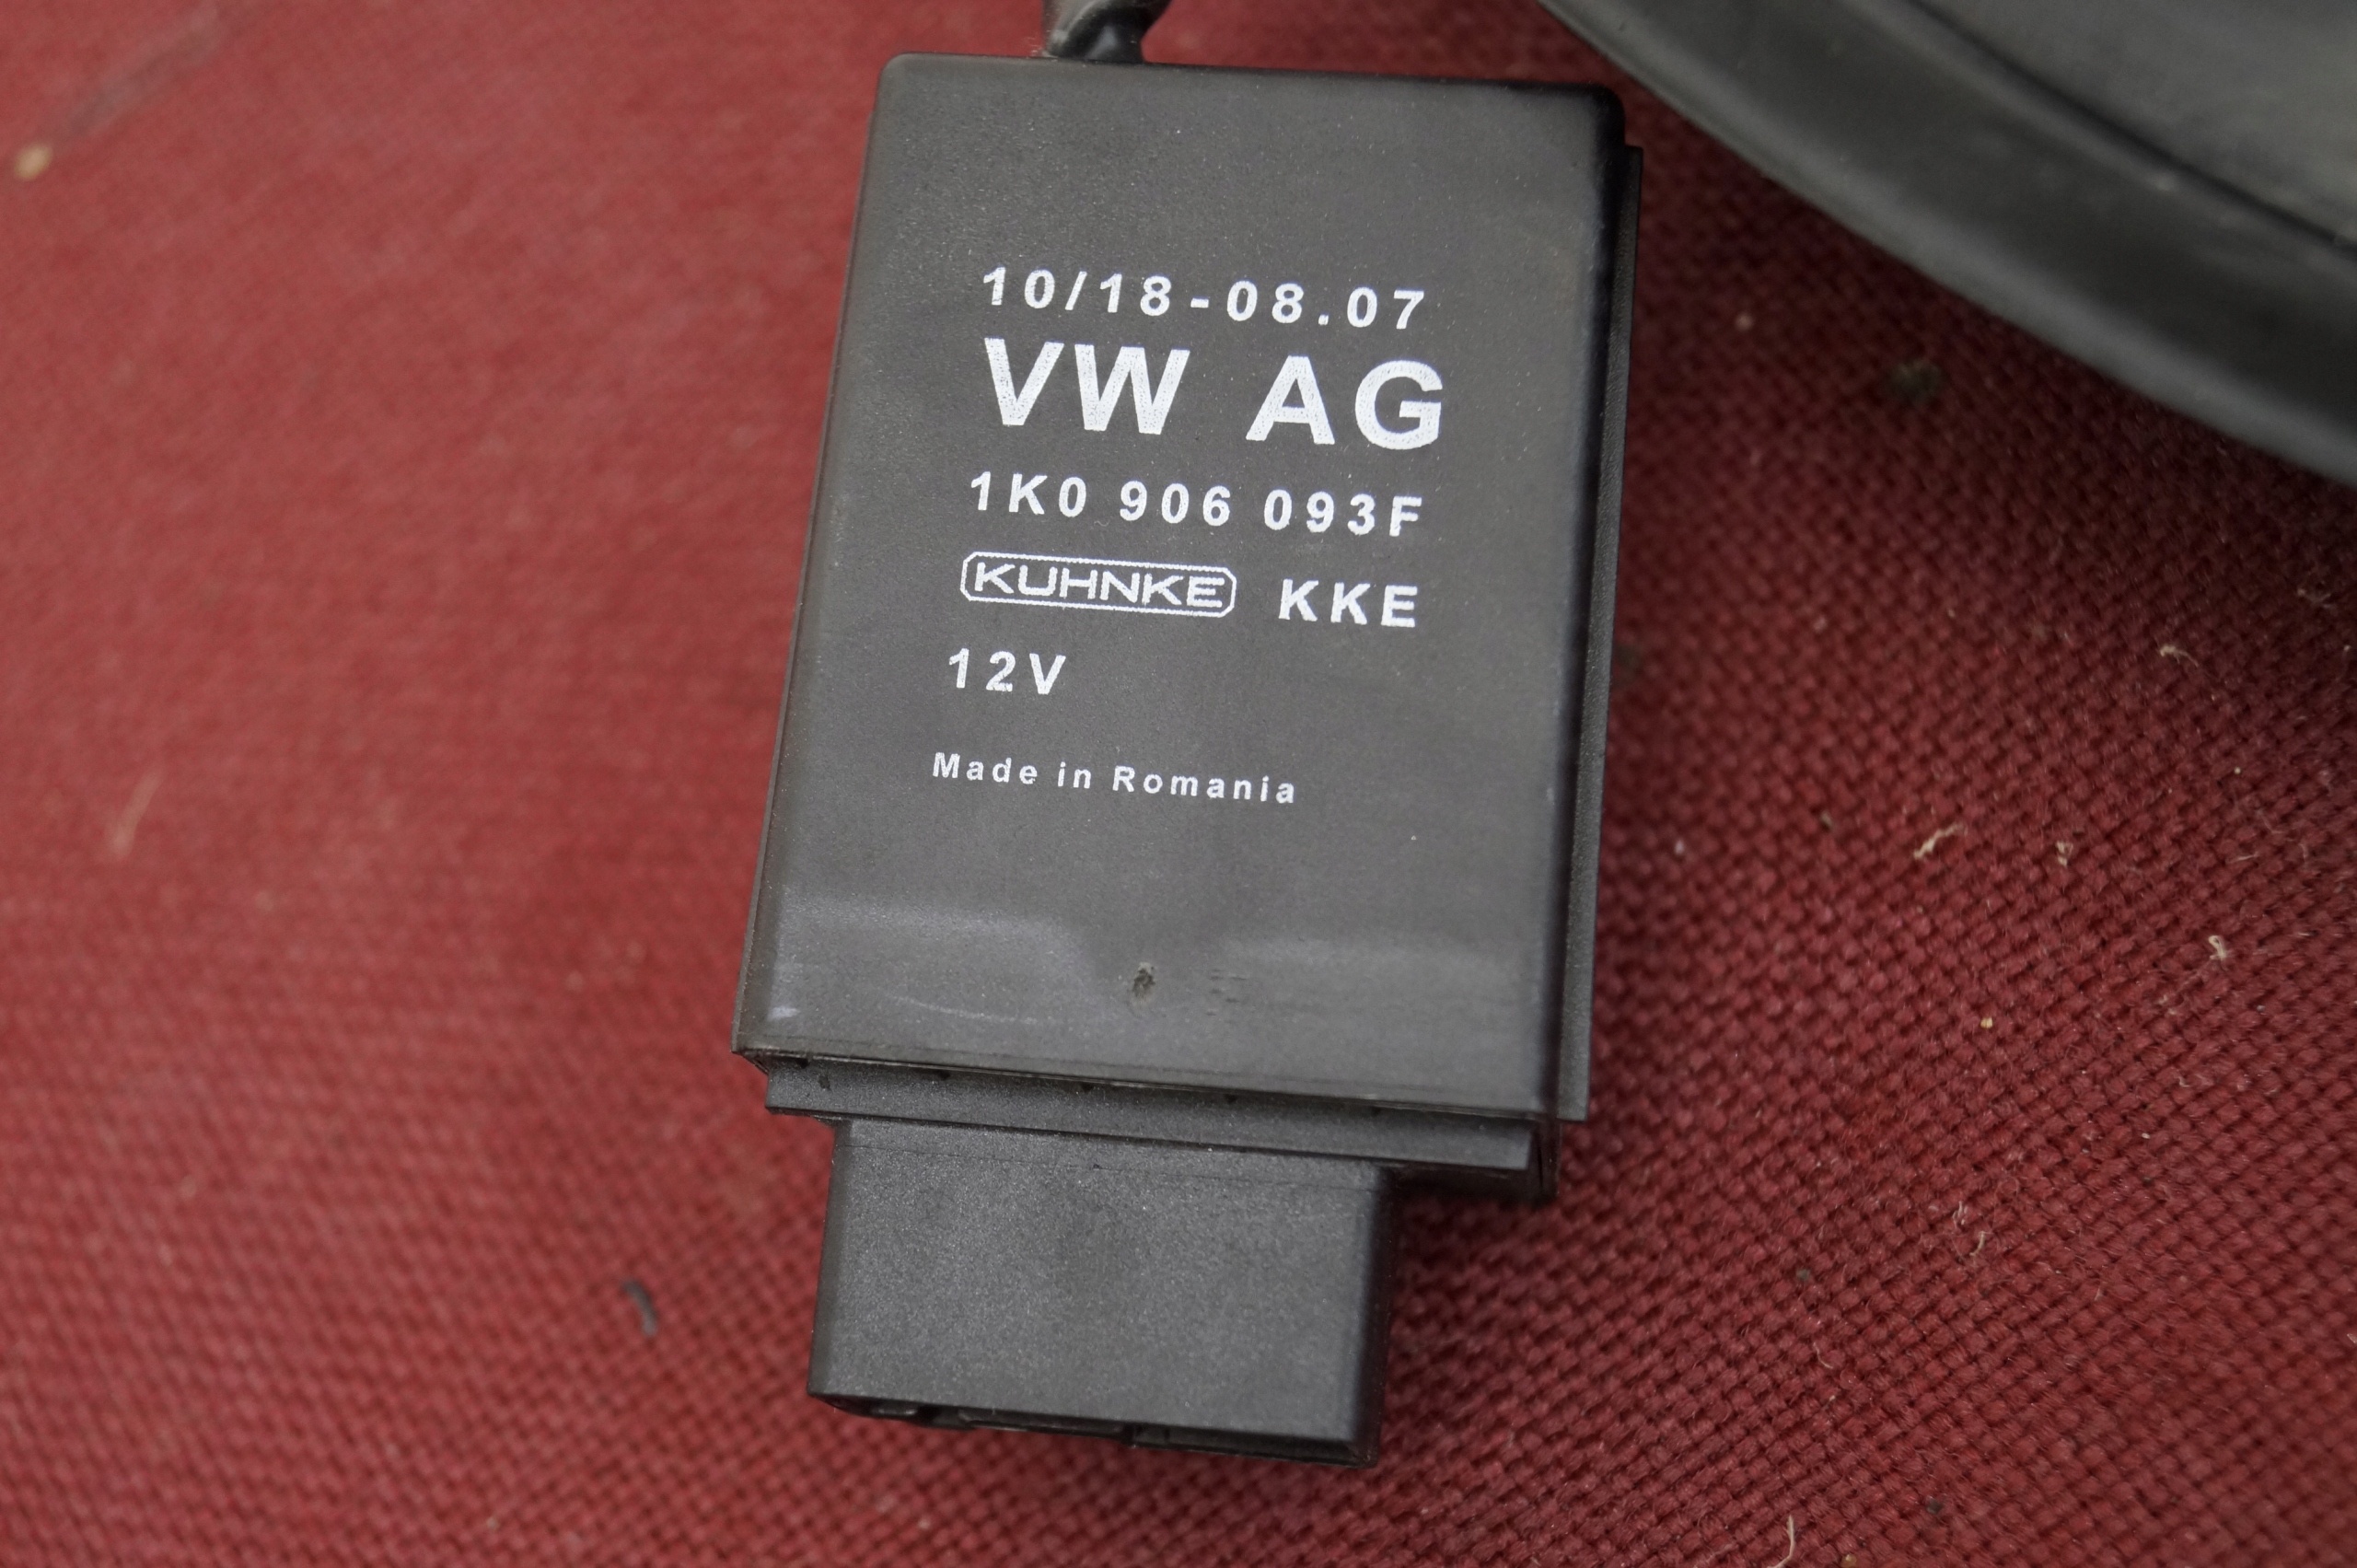 10/18-08.07
VW AG
1K0 906 093F
KUHNKE KKE
12V
Made in Romania